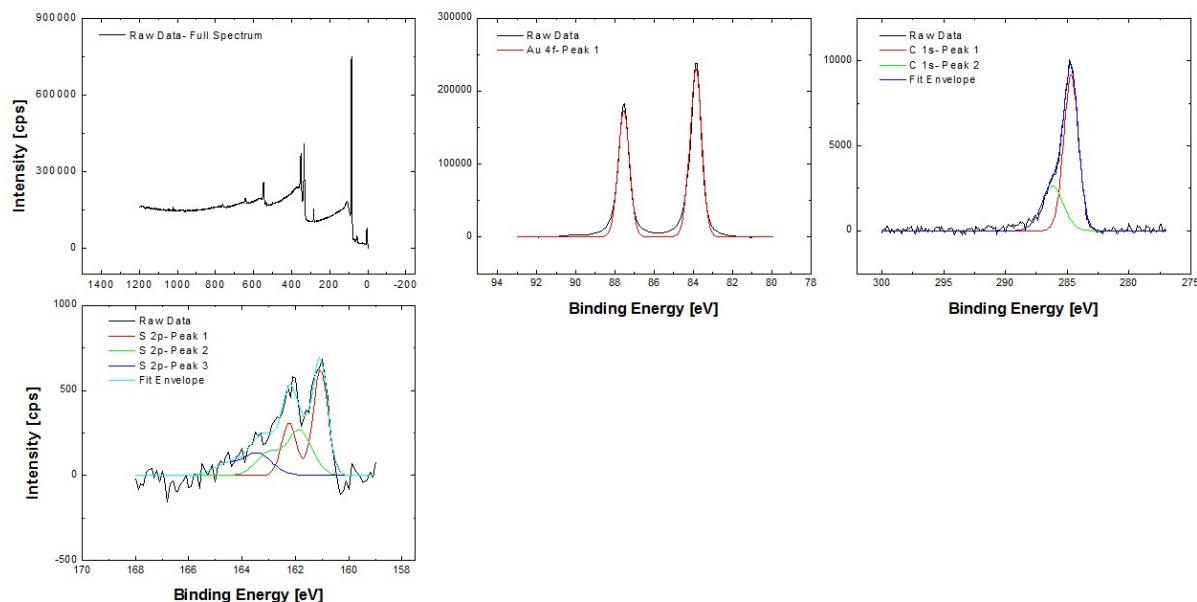 900000
600000
300000
0
Intensity [cps]
Raw Data- Full Spectrum
1400 1200 1000 800 600 400 200 0 -200
300000
200000
100000
0
Raw Data
Au 4f- Peak 1
94 92 90 88 86 84 82 80 78
Binding Energy [eV]
10000
5000
0
Raw Data
C 1s- Peak 1
C 1s- Peak 2
Fit Envelope
300 295 290 285 280 275
Binding Energy [eV]
1000
500
0
-500
Intensity [cps]
Raw Data
S 2p- Peak 1
S 2p- Peak 2
S 2p- Peak 3
Fit Envelope
170 168 166 164 162 160 158
Binding Energy [eV]